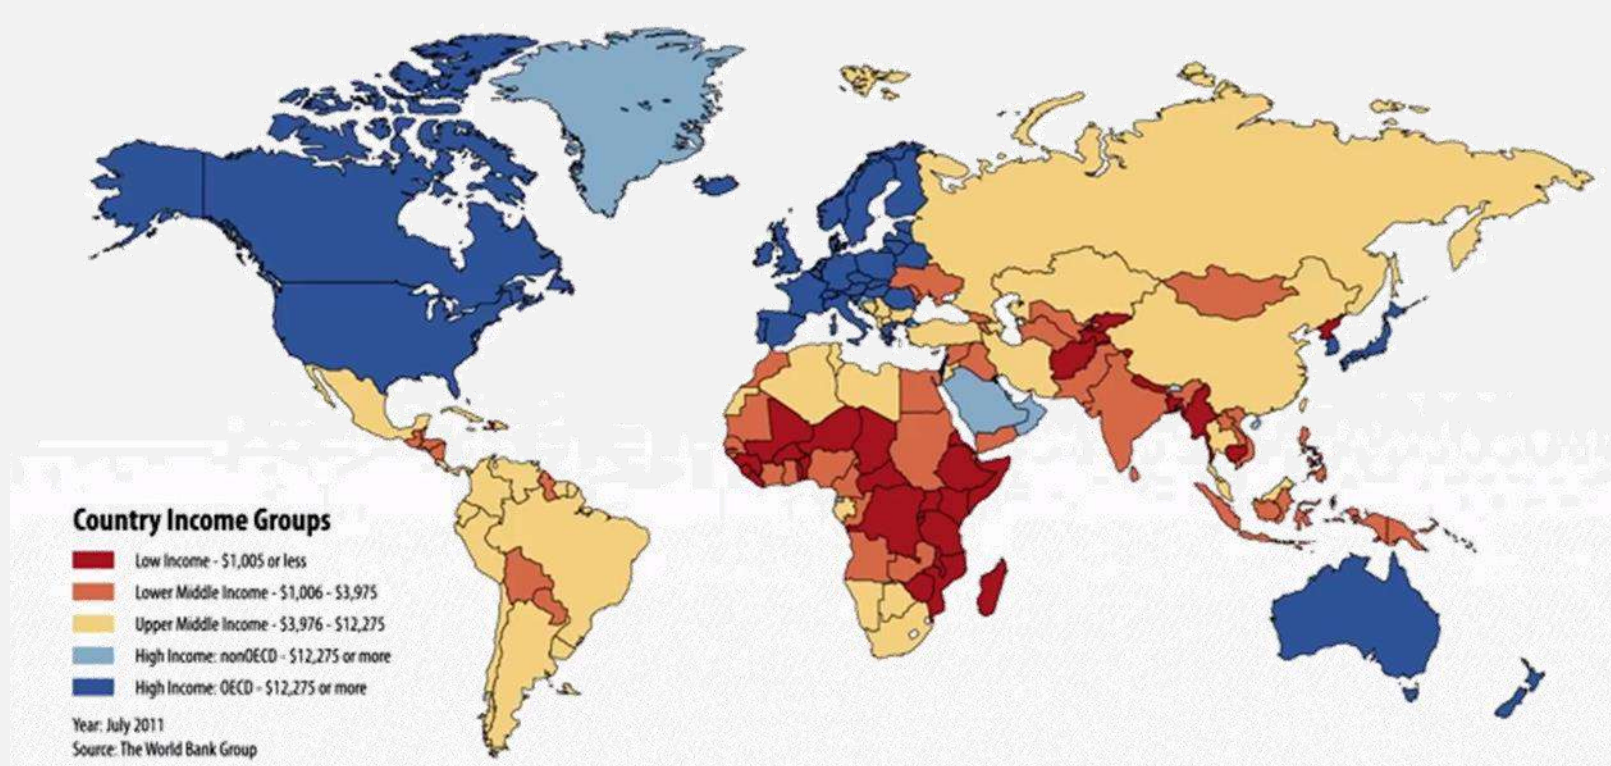 Country Income Groups
Low Income - $1,005 or less
Lower Middle Income - $1,006 - $3,975
Upper Middle Income - $3,976 - $12,275
High Income: nonOECD - $12,275 or more
High Income: OECD - $12,275 or more
Year: July 2011
Source: The World Bank Group